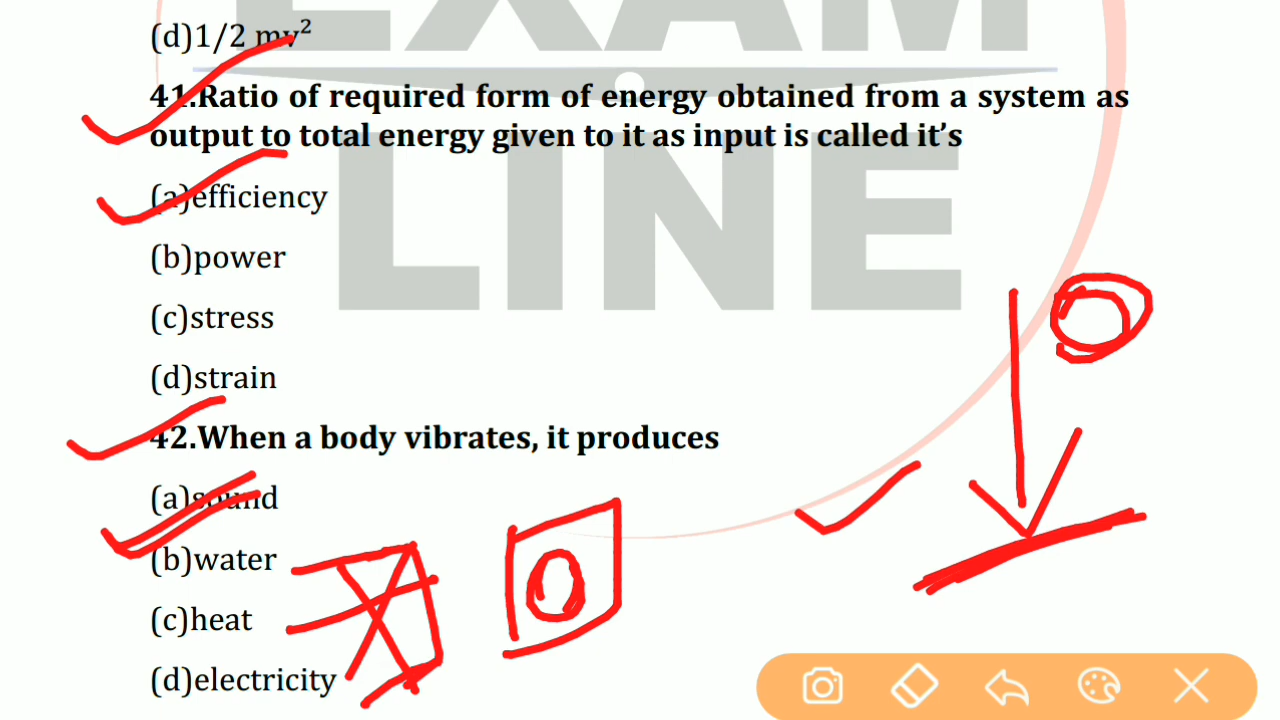 (d)1/2 mv²
EXAM
41.Ratio of required form of energy obtained from a system as
output to total energy given to it as input is called it's
LINE
(a)efficiency
(b)power
(c)stress
(d)strain
42.When a body vibrates, it produces
(a)sound
(b)water
(c)heat
(d)electricity